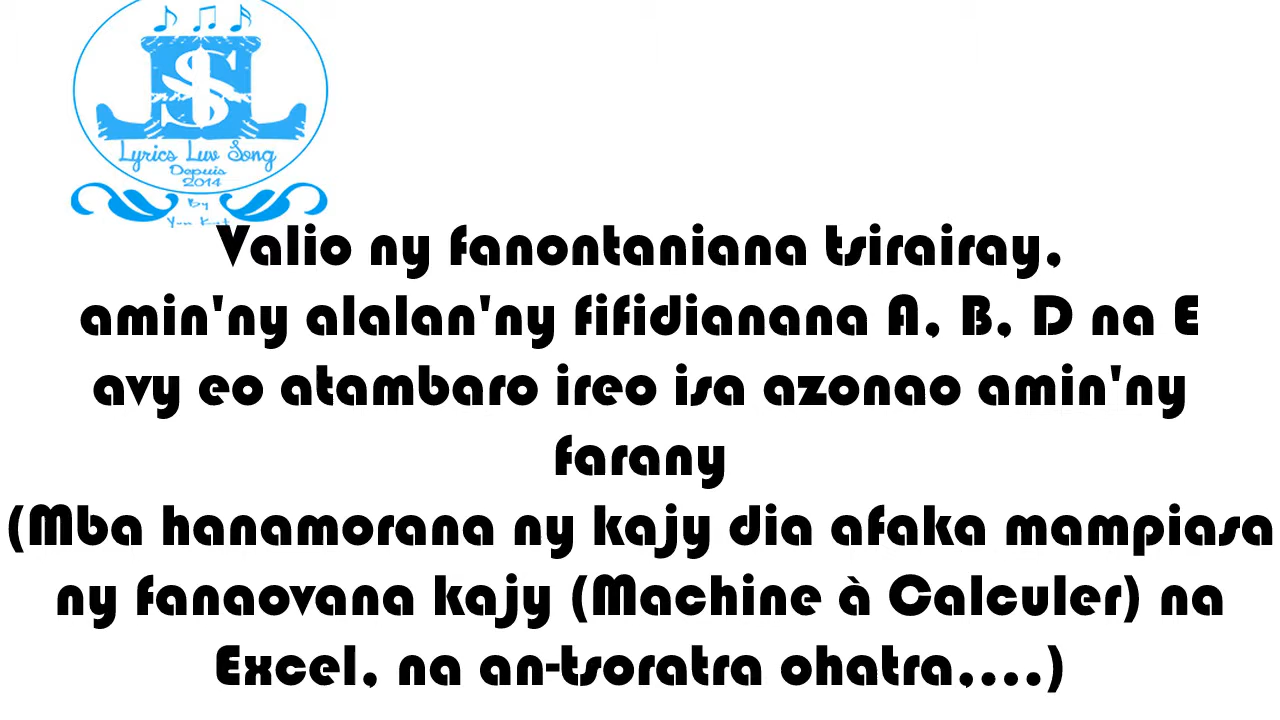 LSL
Lyrics Luv Song
Depuis
2014
By
Valio ny fanontaniana tsirairay,
amin'ny alalan'ny fifidianana A, B, D na E
avy eo atambaro ireo isa azonao amin'ny
farany
(Mba hanamorana ny kajy dia afaka mampiasa
ny fanaovana kajy (Machine à Calculer) na
Excel, na an-tsoratra ohatra,....)